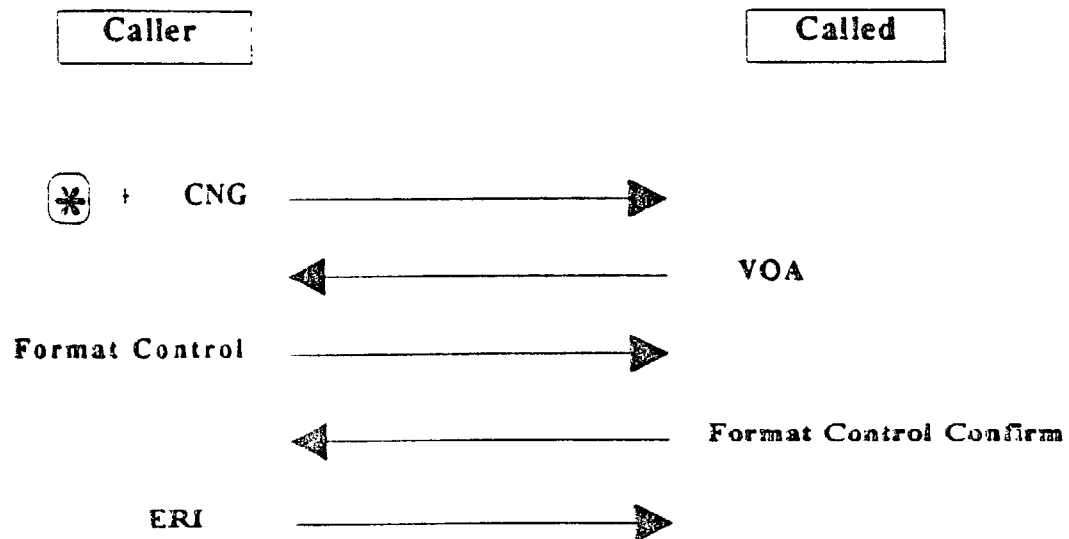 Caller Called
* + CNG
VOA
Format Control
Format Control Confirm
ERI